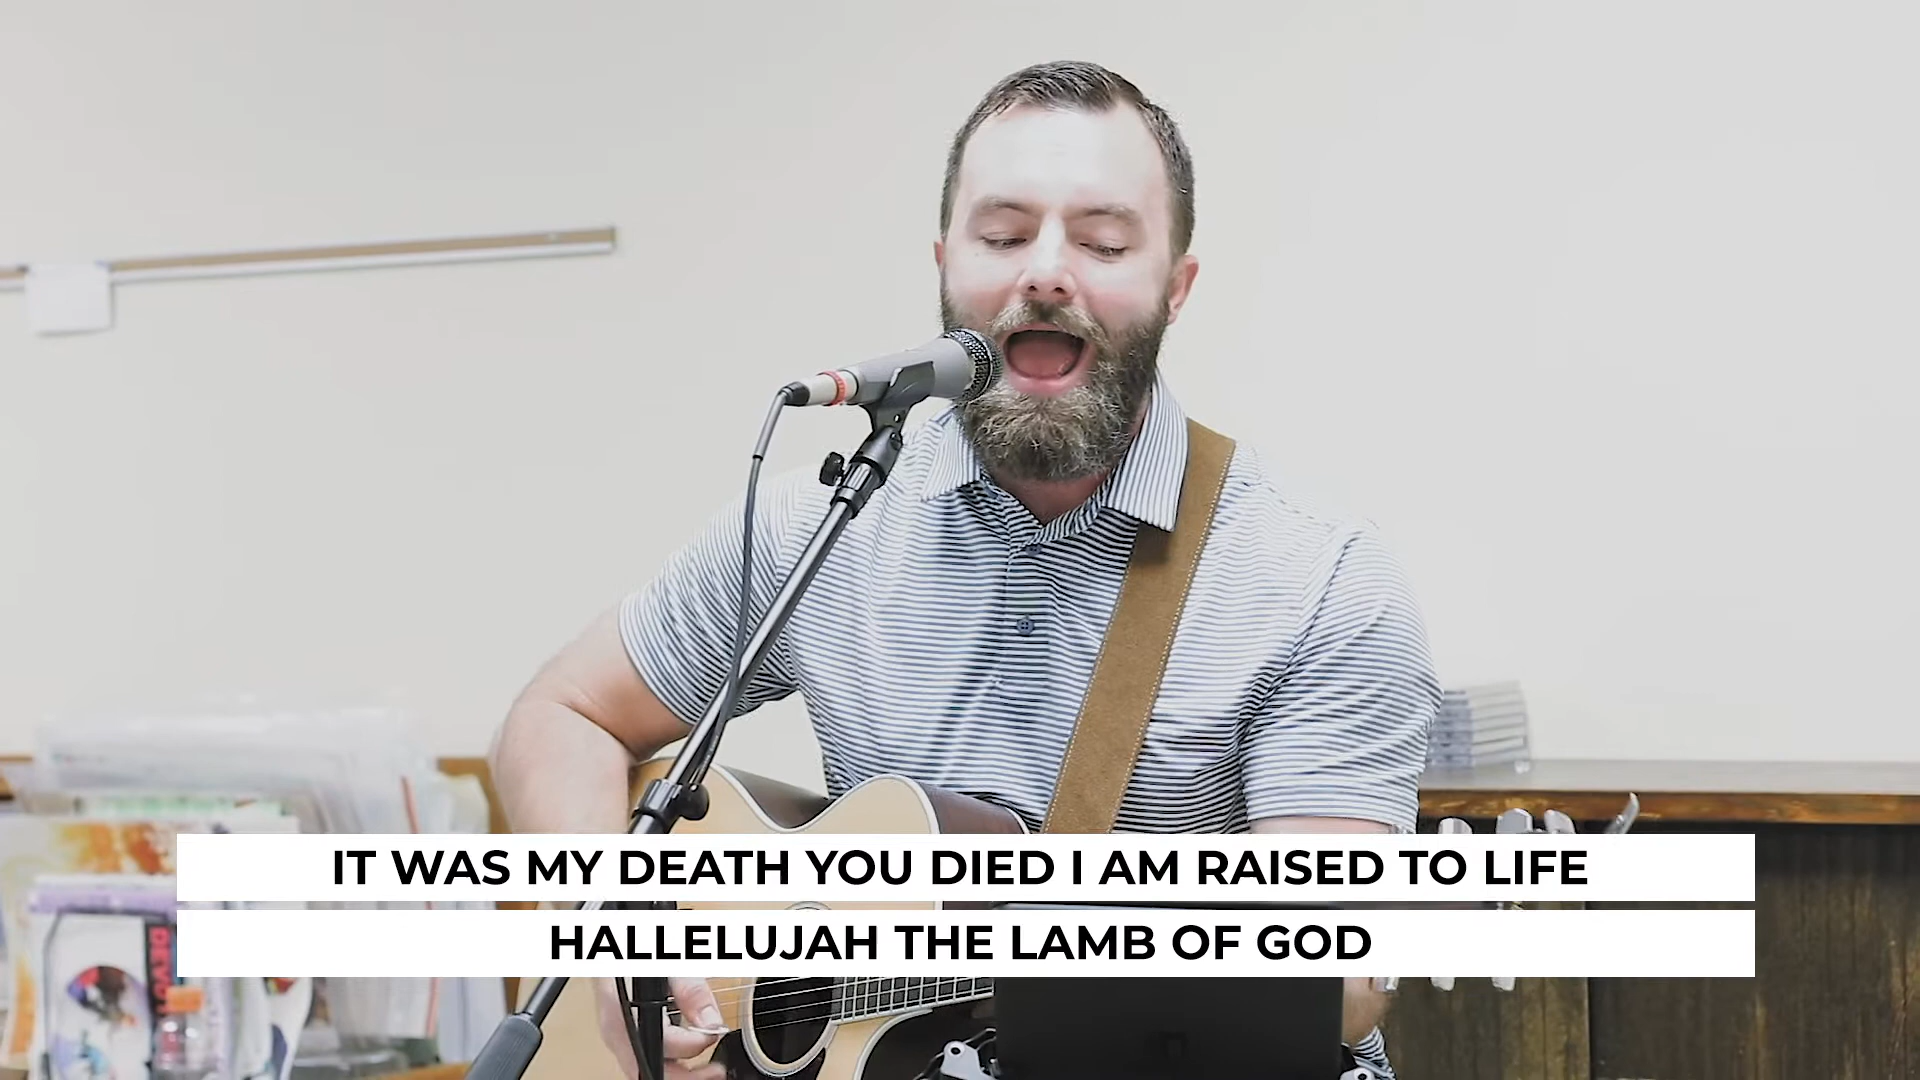 IT WAS MY DEATH YOU DIED I AM RAISED TO LIFE
HALLELUJAH THE LAMB OF GOD